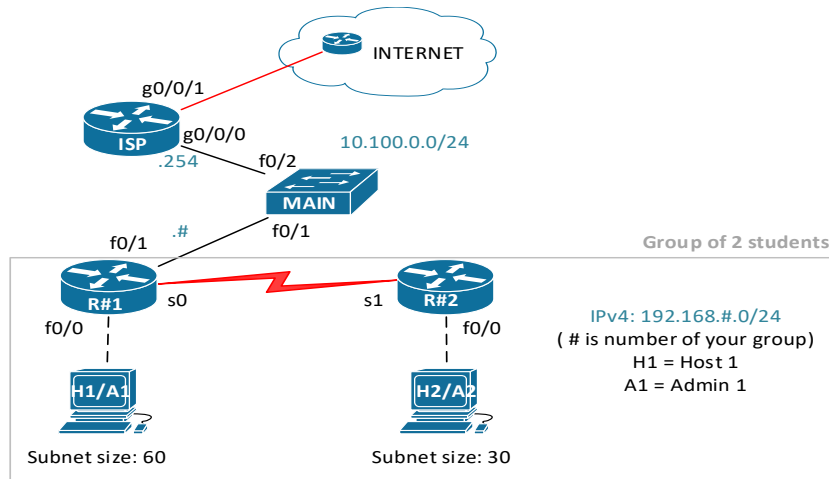 INTERNET
g0/0/1
g0/0/0
ISP
.254
f0/2
10.100.0.0/24
MAIN
f0/1
.#
f0/1
Group of 2 students
R#1
s0
s1
R#2
f0/0
f0/0
IPv4: 192.168.#.0/24
( # is number of your group)
H1 = Host 1
A1 = Admin 1
H1/A1
H2/A2
Subnet size: 60
Subnet size: 30